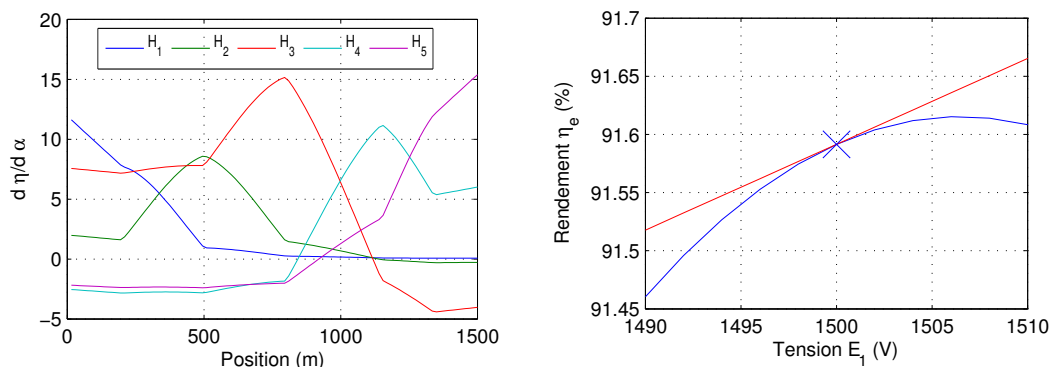 20
15
10
5
0
−5
0 500 1000 1500
d η/d α
Position (m)
H1 H2 H3 H4 H5
91.7
91.65
91.6
91.55
91.5
91.45
1490 1495 1500 1505 1510
Rendement ηe (%)
Tension E1 (V)